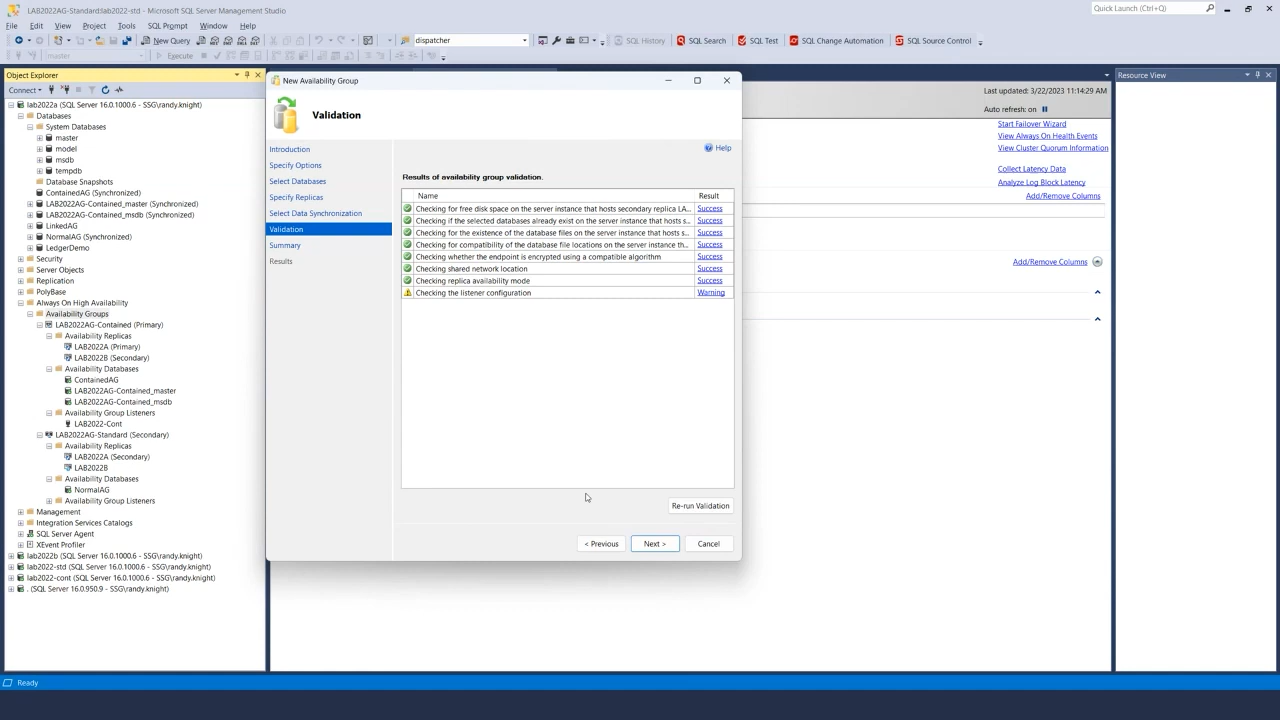 LAB2022AG-Standard:lab2022-std - Microsoft SQL Server Management Studio
Quick Launch (Ctrl+Q)
File Edit View Project Tools SQL Prompt Window Help
New Query dispatcher SQL History SQL Search SQL Test SQL Change Automation SQL Source Control
master Execute
Object Explorer
Connect
lab2022a (SQL Server 16.0.1000.6 - SSG\randy.knight)
Databases
System Databases
master
model
msdb
tempdb
Database Snapshots
ContainedAG (Synchronized)
LAB2022AG-Contained_master (Synchronized)
LAB2022AG-Contained_msdb (Synchronized)
LinkedAG
NormalAG (Synchronized)
LedgerDemo
Security
Server Objects
Replication
PolyBase
Always On High Availability
Availability Groups
LAB2022AG-Contained (Primary)
Availability Replicas
LAB2022A (Primary)
LAB2022B (Secondary)
Availability Databases
ContainedAG
LAB2022AG-Contained_master
LAB2022AG-Contained_msdb
Availability Group Listeners
LAB2022-Cont
LAB2022AG-Standard (Secondary)
Availability Replicas
LAB2022A (Secondary)
LAB2022B
Availability Databases
NormalAG
Availability Group Listeners
Management
Integration Services Catalogs
SQL Server Agent
XEvent Profiler
lab2022b (SQL Server 16.0.1000.6 - SSG\randy.knight)
lab2022-std (SQL Server 16.0.1000.6 - SSG\randy.knight)
lab2022-cont (SQL Server 16.0.1000.6 - SSG\randy.knight)
. (SQL Server 16.0.950.9 - SSG\randy.knight)
New Availability Group
Validation
Introduction
Specify Options
Select Databases
Specify Replicas
Select Data Synchronization
Validation
Summary
Results
Help
Results of availability group validation.
Name Result
Checking for free disk space on the server instance that hosts secondary replica LA... Success
Checking if the selected databases already exist on the server instance that hosts s... Success
Checking for the existence of the database files on the server instance that hosts s... Success
Checking for compatibility of the database file locations on the server instance th... Success
Checking whether the endpoint is encrypted using a compatible algorithm Success
Checking shared network location Success
Checking replica availability mode Success
Checking the listener configuration Warning
Re-run Validation
< Previous Next > Cancel
Last updated: 3/22/2023 11:14:29 AM
Auto refresh: on
Start Failover Wizard
View Always On Health Events
View Cluster Quorum Information
Collect Latency Data
Analyze Log Block Latency
Add/Remove Columns
Add/Remove Columns
Resource View
Ready